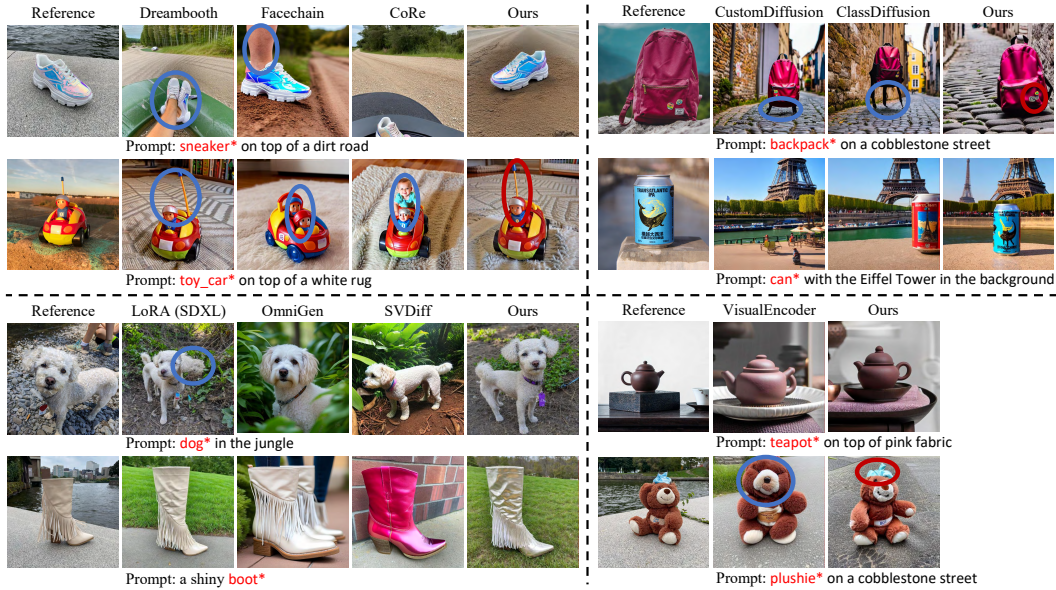 Reference Dreambooth Facechain CoRe Ours
Prompt: sneaker* on top of a dirt road
Prompt: toy_car* on top of a white rug
Reference CustomDiffusion ClassDiffusion Ours
Prompt: backpack* on a cobblestone street
TRANSATLANTIC
IPA
Prompt: can* with the Eiffel Tower in the background
Reference LoRA (SDXL) OmniGen SVDiff Ours
Prompt: dog* in the jungle
Prompt: a shiny boot*
Reference VisualEncoder Ours
Prompt: teapot* on top of pink fabric
Prompt: plushie* on a cobblestone street